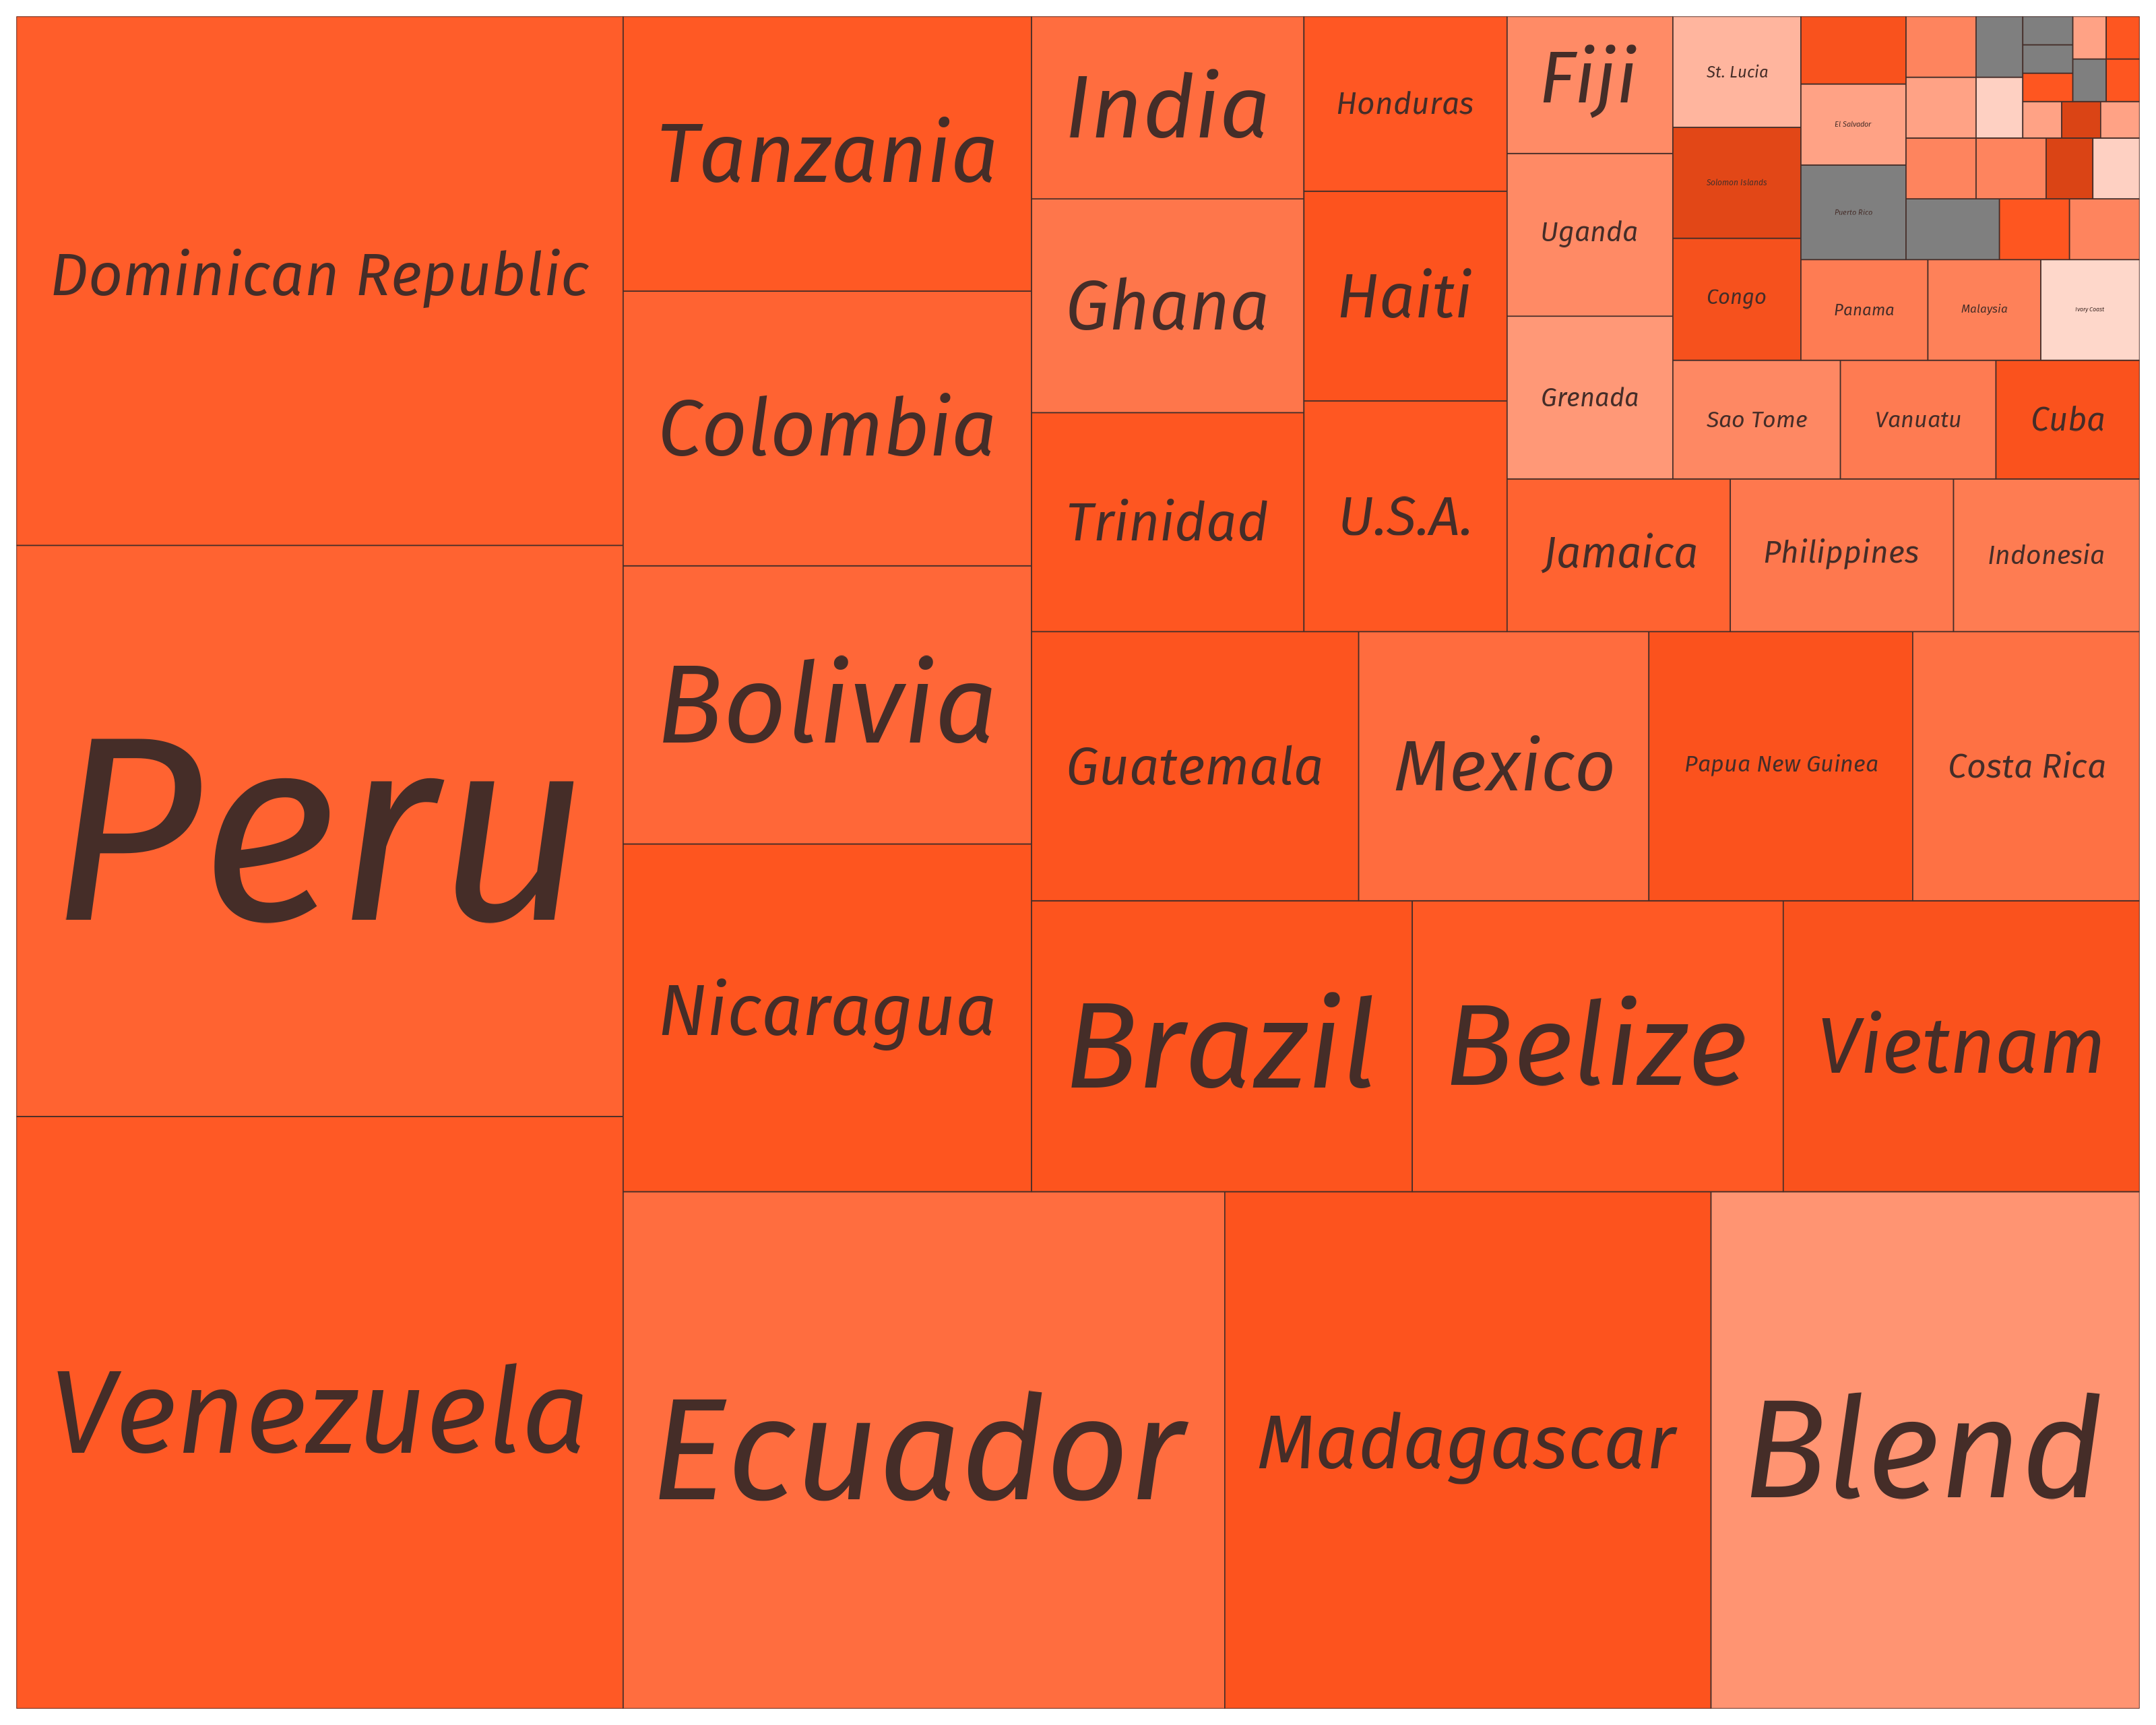 Dominican Republic
Peru
Venezuela
Tanzania
Colombia
Bolivia
Nicaragua
Ecuador
Madagascar
Blend
India
Ghana
Trinidad
Honduras
Haiti
U.S.A.
Guatemala
Mexico
Papua New Guinea
Costa Rica
Brazil
Belize
Vietnam
Fiji
Uganda
Grenada
Jamaica
Philippines
Indonesia
St. Lucia
Solomon Islands
Congo
Sao Tome
Vanuatu
Cuba
El Salvador
Puerto Rico
Panama
Malaysia
Ivory Coast